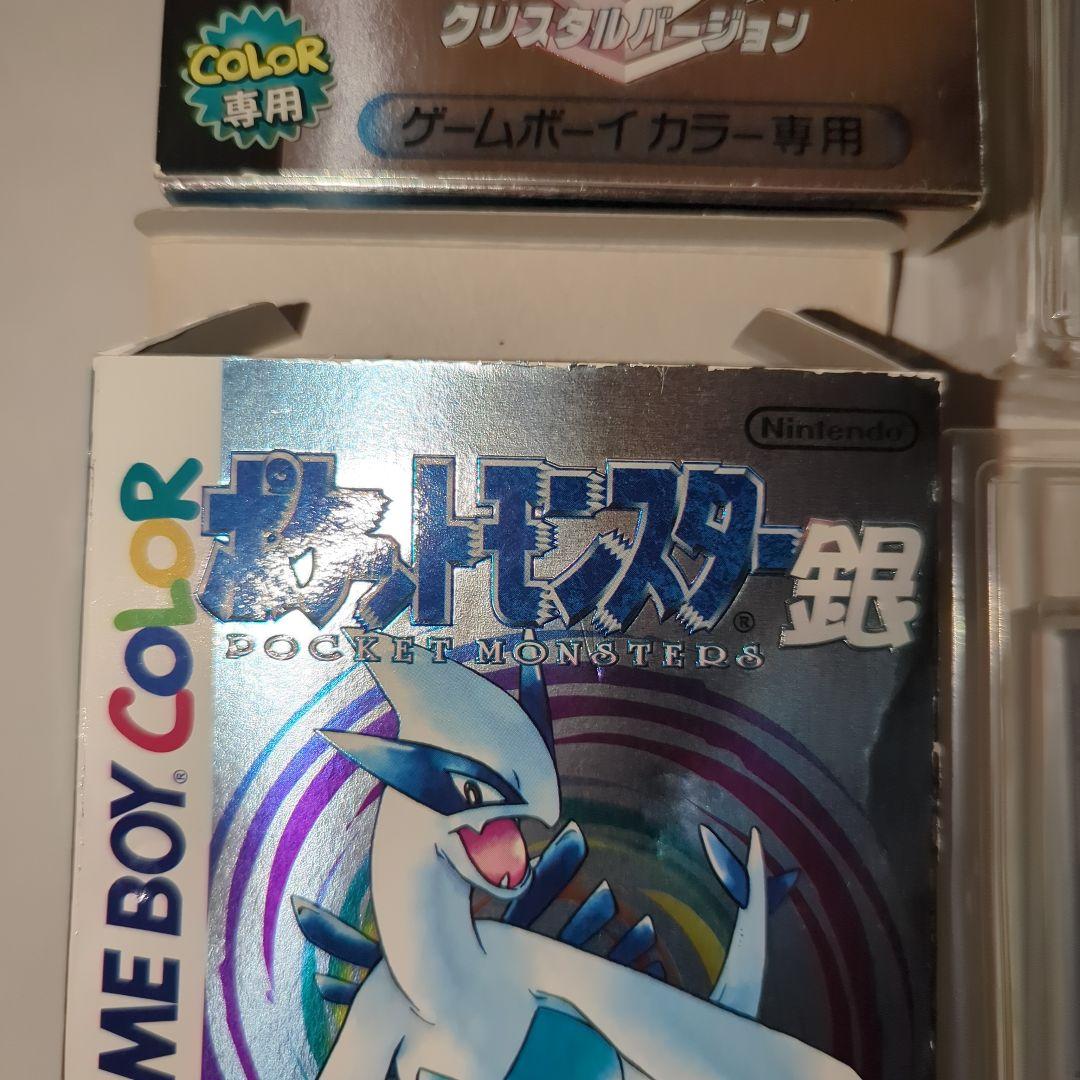 クリスタルバージョン
COLOR
専用
ゲームボーイカラー専用
Nintendo
ポケットモンスター 銀
®
POCKET MONSTERS
ME BOY® COLOR